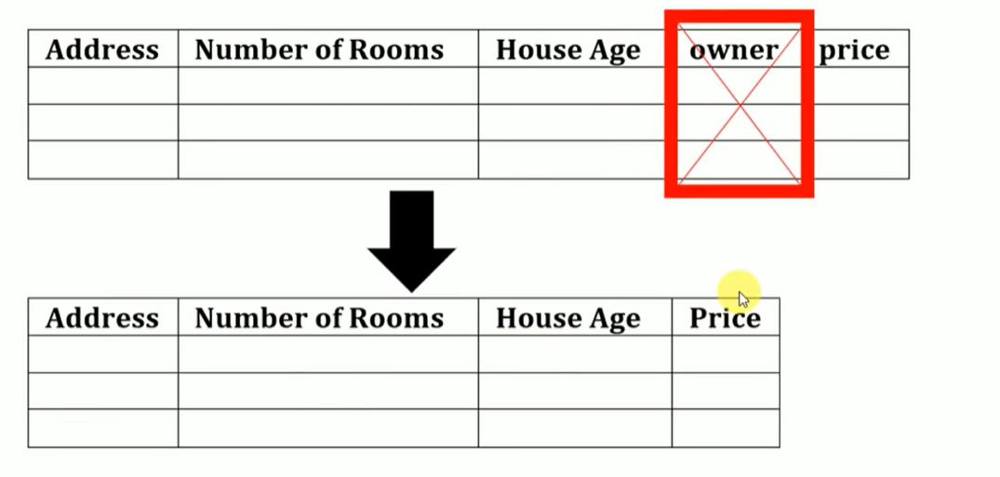 Address Number of Rooms House Age owner price
Address Number of Rooms House Age Price